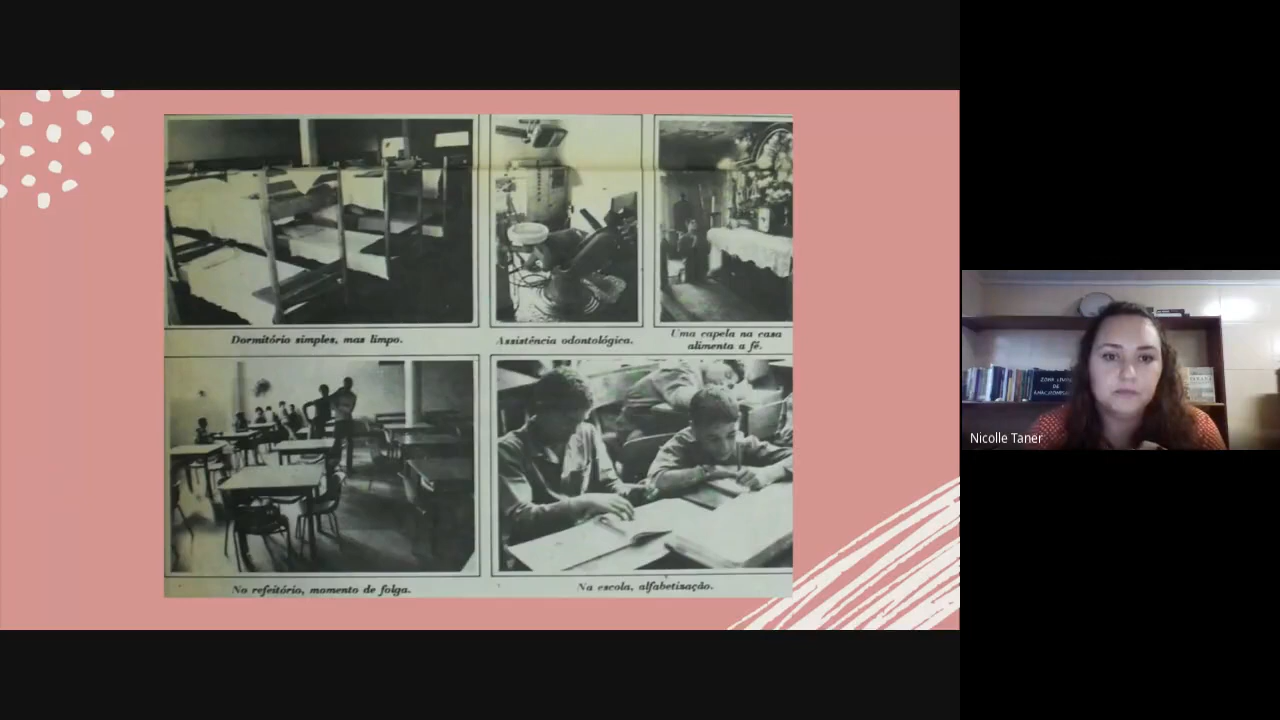 Dormitório simples, mas limpo.
Assistência odontológica.
Uma capela na casa
alimenta a fé.
No refeitório, momento de folga.
Na escola, alfabetização.
Nicolle Taner